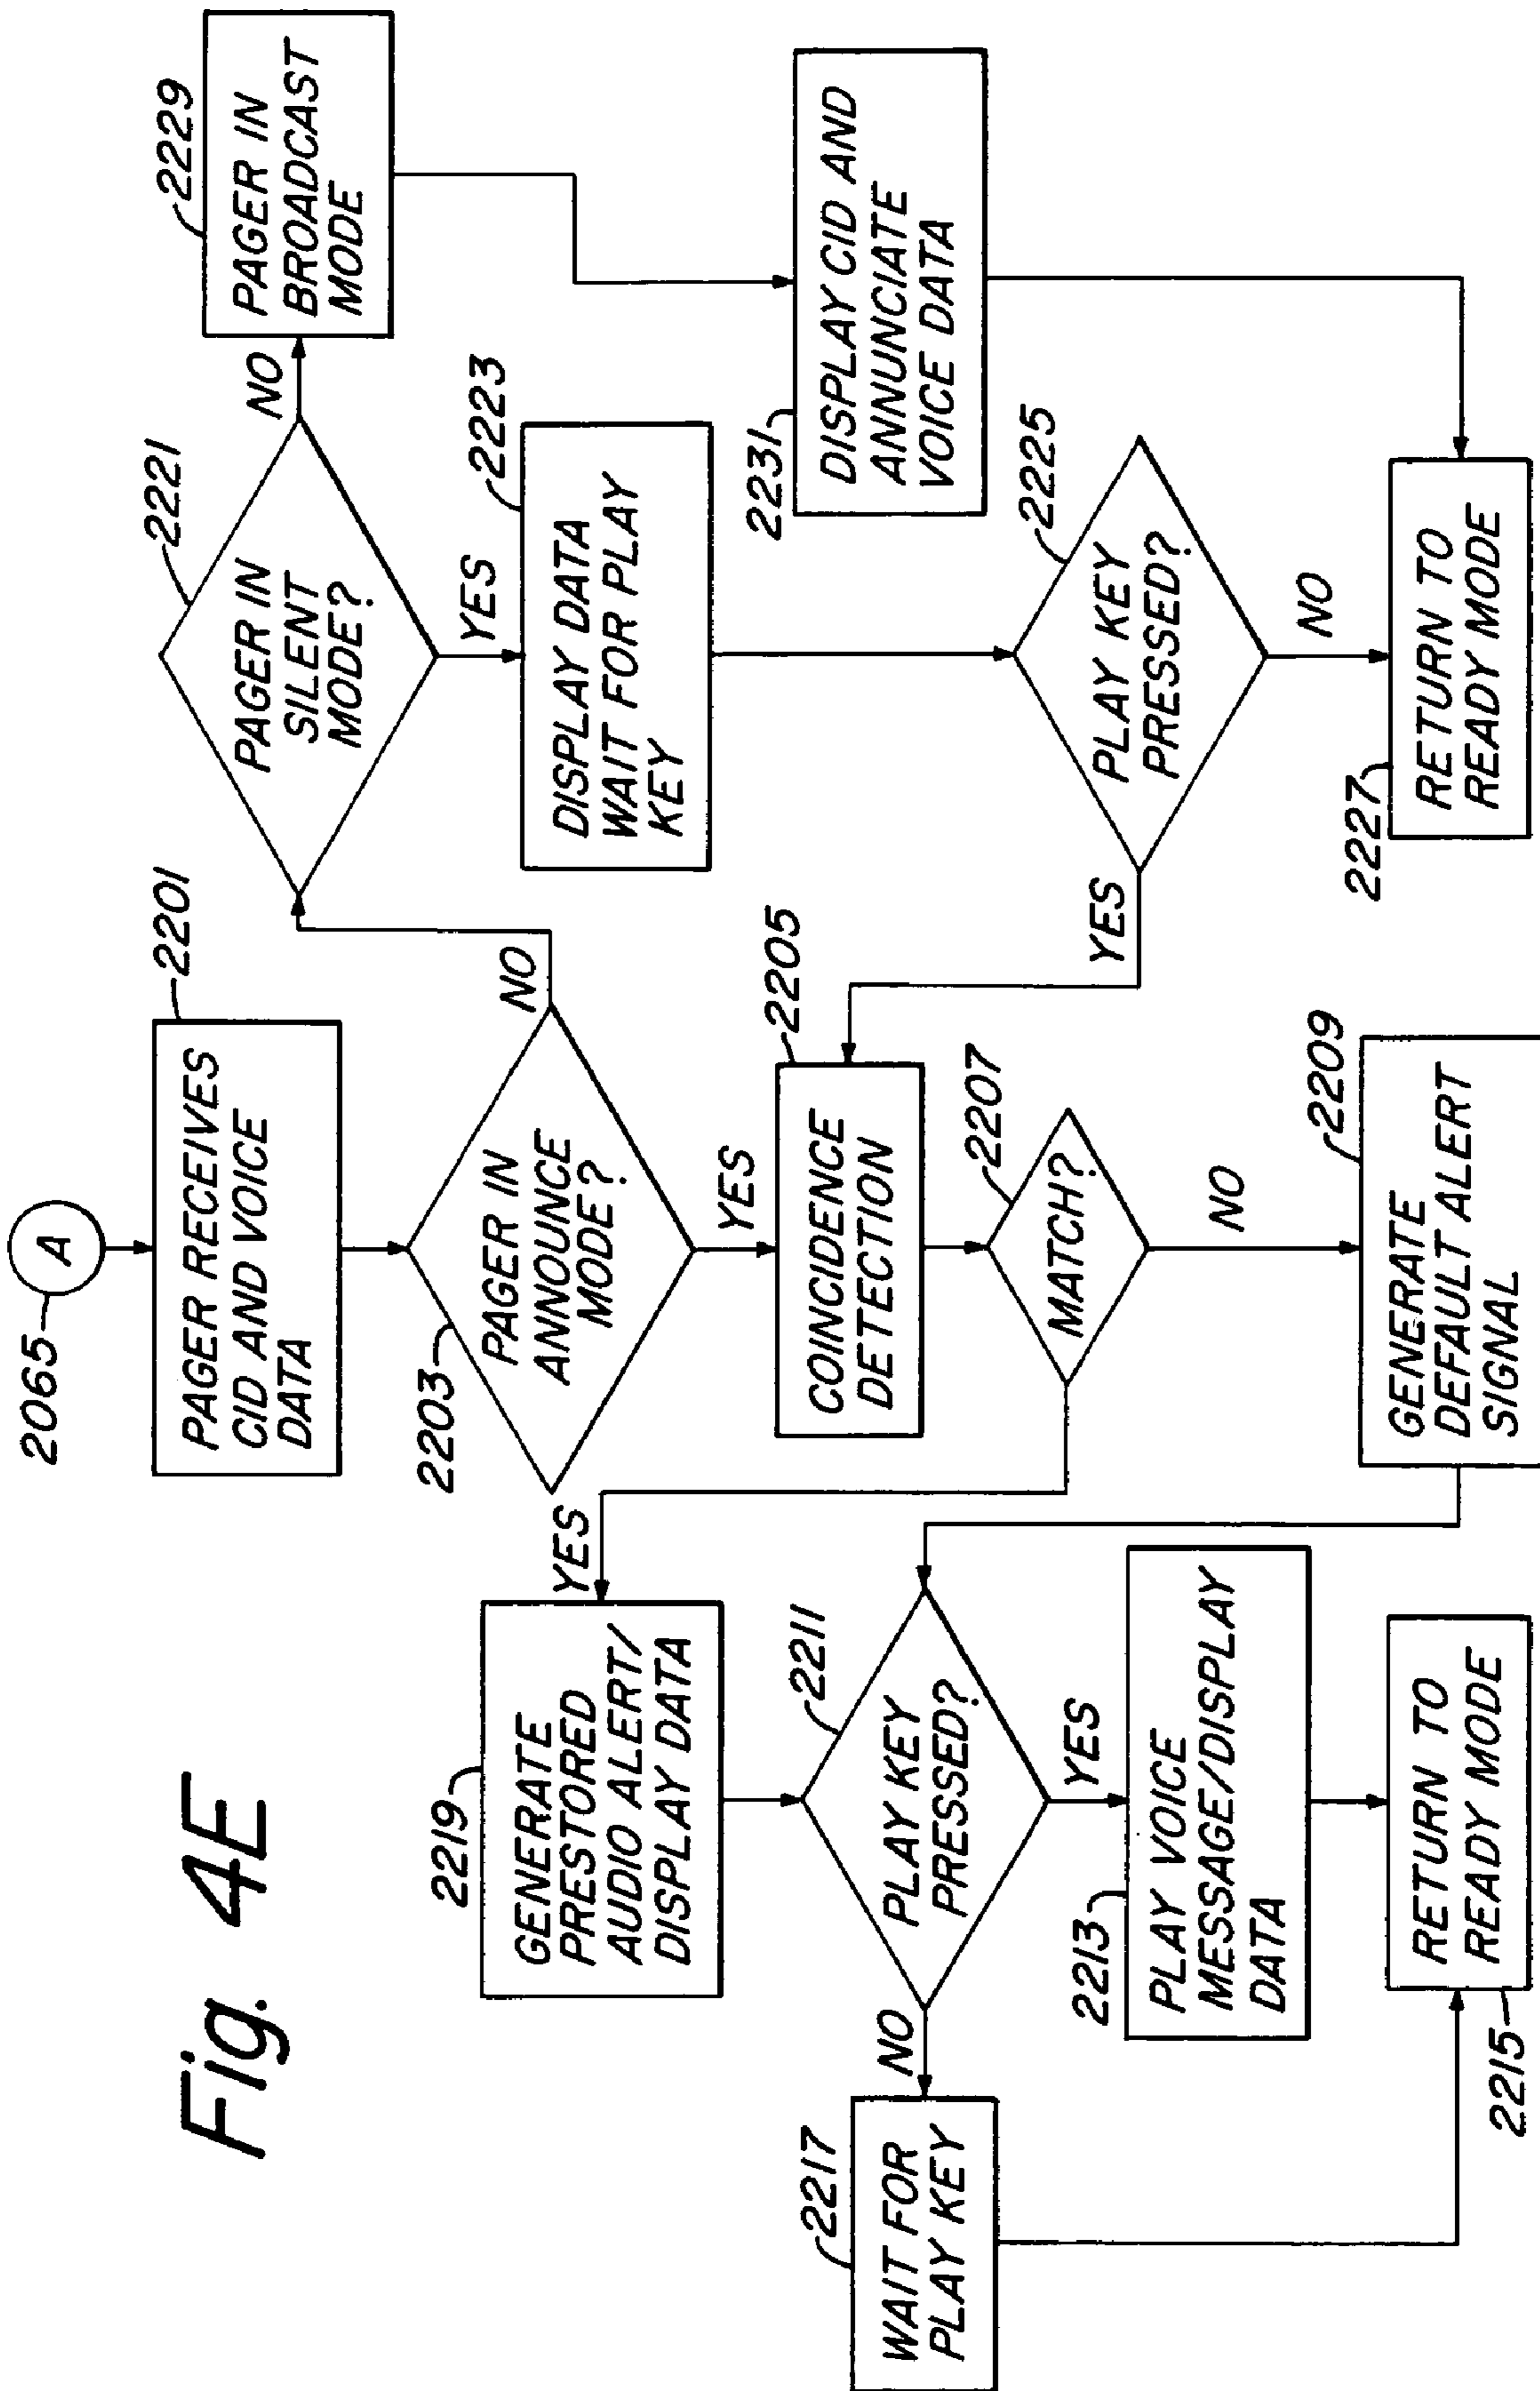 Fig. 4E
2065
A
2201
PAGER RECEIVES
CID AND VOICE
DATA
2203
PAGER IN
ANNOUNCE
MODE?
NO
YES
2221
PAGER IN
SILENT
MODE?
NO
YES
2229
PAGER IN
BROADCAST
MODE
2223
DISPLAY DATA
WAIT FOR PLAY
KEY
2231
DISPLAY CID AND
ANNUNCIATE
VOICE DATA
2205
COINCIDENCE
DETECTION
2225
PLAY KEY
PRESSED?
YES
NO
2207
MATCH?
YES
NO
2227
RETURN TO
READY MODE
2209
GENERATE
DEFAULT ALERT
SIGNAL
2219
GENERATE
PRESTORED
AUDIO ALERT/
DISPLAY DATA
2211
PLAY KEY
PRESSED?
NO
YES
2217
WAIT FOR
PLAY KEY
2213
PLAY VOICE
MESSAGE/DISPLAY
DATA
2215
RETURN TO
READY MODE